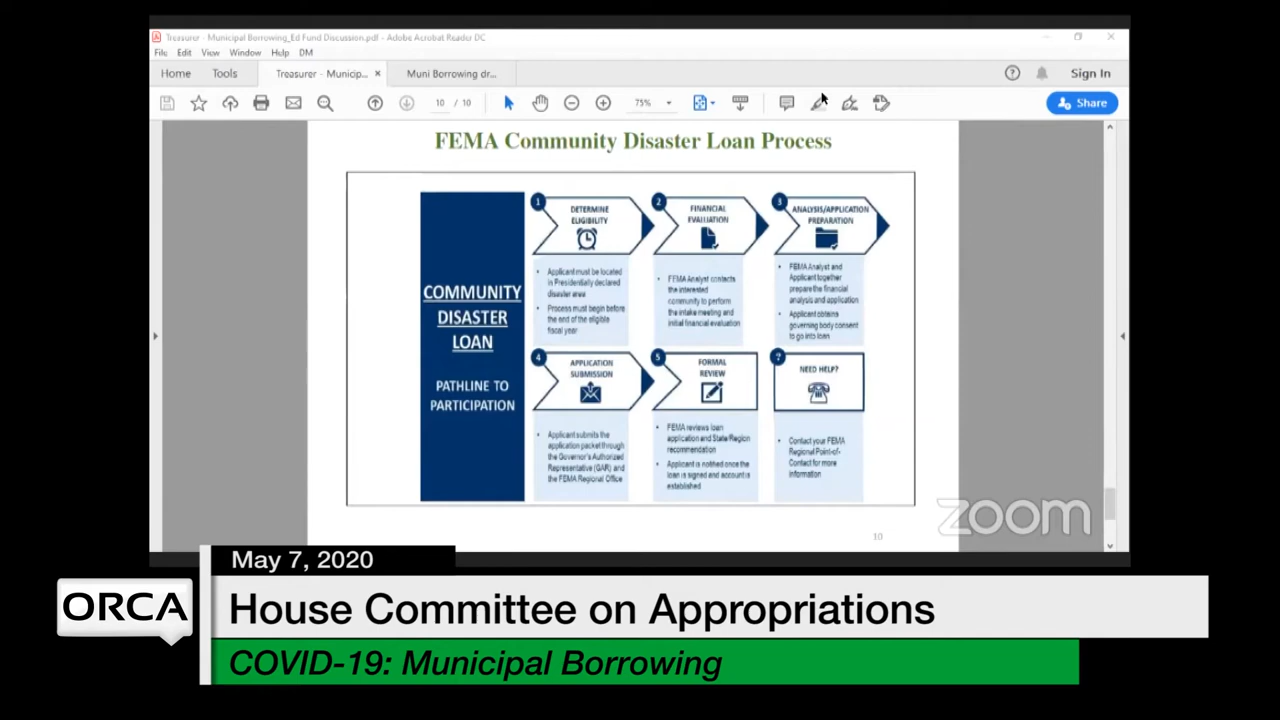 Treasurer - Municipal Borrowing_Ed Fund Discussion.pdf - Adobe Acrobat Reader DC
File Edit View Window Help DM
Home Tools Treasurer - Municip... × Muni Borrowing dr... Sign In
10 / 10 75% Share
FEMA Community Disaster Loan Process
COMMUNITY
DISASTER
LOAN
PATHLINE TO
PARTICIPATION
1
DETERMINE
ELIGIBILITY
• Applicant must be located
in Presidentially declared
disaster area
• Process must begin before
the end of the eligible
fiscal year
2
FINANCIAL
EVALUATION
• FEMA Analyst contacts
the interested
community to perform
the intake meeting and
initial financial evaluation
3
ANALYSIS/APPLICATION
PREPARATION
• FEMA Analyst and
Applicant together
prepare the financial
analysis and application
• Applicant obtains
governing body consent
to go into loan
4
APPLICATION
SUBMISSION
• Applicant submits the
application packet through
the Governor's Authorized
Representative (GAR) and
the FEMA Regional Office
5
FORMAL
REVIEW
• FEMA reviews loan
application and State/Region
recommendation
• Applicant is notified once the
loan is signed and account is
established
?
NEED HELP?
• Contact your FEMA
Regional Point-of-
Contact for more
information
10
zoom
May 7, 2020
ORCA
House Committee on Appropriations
COVID-19: Municipal Borrowing